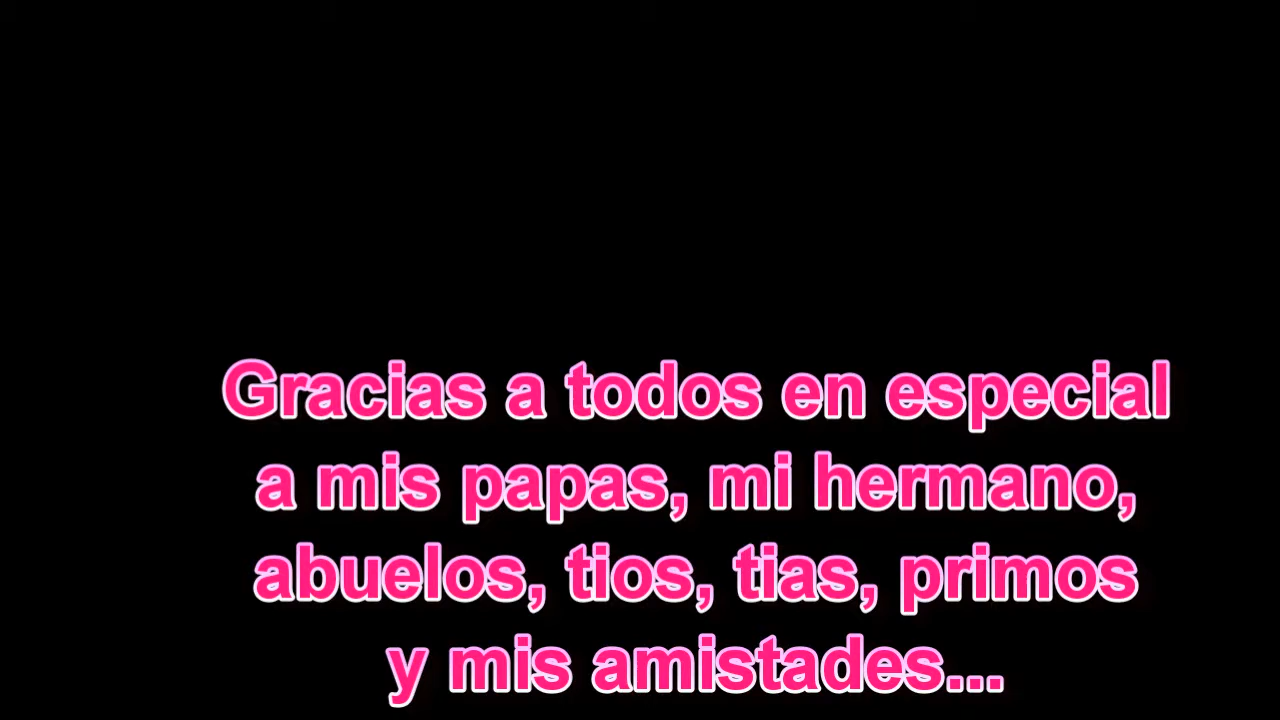 Gracias a todos en especial
a mis papas, mi hermano,
abuelos, tios, tias, primos
y mis amistades...